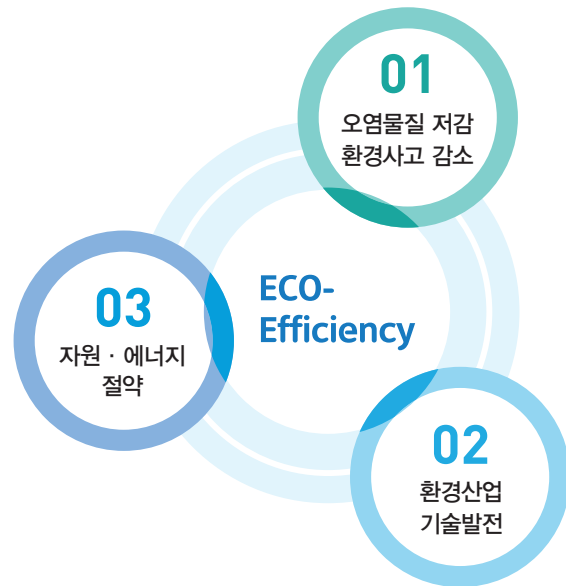 01
오염물질 저감
환경사고 감소
ECO-
Efficiency
03
자원 · 에너지
절약
02
환경산업
기술발전